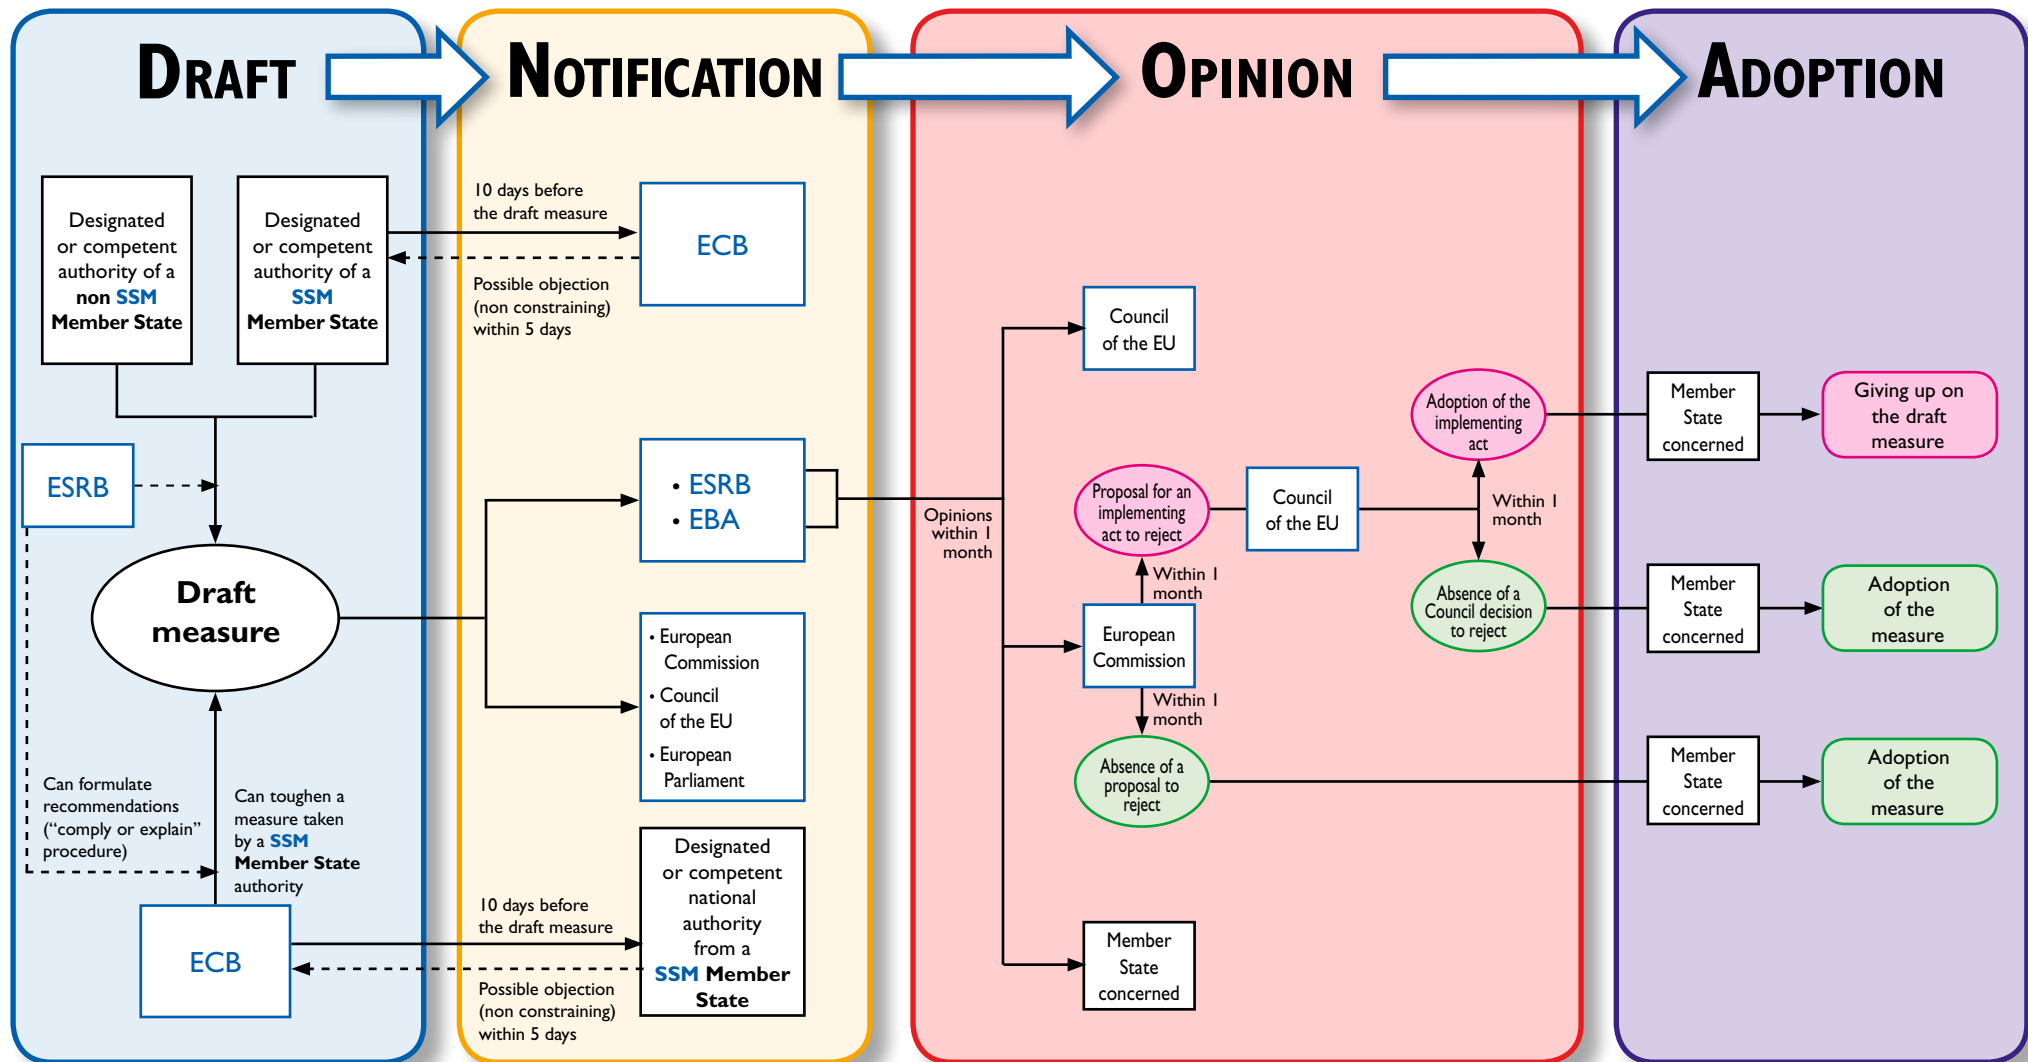 DRAFT
NOTIFICATION
OPINION
ADOPTION
Designated
or competent
authority of a
non SSM
Member State
Designated
or competent
authority of a
SSM
Member State
ESRB
Draft
measure
Can formulate
recommendations
(“comply or explain”
procedure)
Can toughen a
measure taken
by a SSM
Member State
authority
ECB
10 days before
the draft measure
Possible objection
(non constraining)
within 5 days
ECB
• ESRB
• EBA
• European
Commission
• Council
of the EU
• European
Parliament
10 days before
the draft measure
Possible objection
(non constraining)
within 5 days
Designated
or competent
national
authority
from a
SSM Member
State
Opinions
within 1
month
Council
of the EU
Proposal for an
implementing
act to reject
Within 1
month
European
Commission
Within 1
month
Absence of a
proposal to
reject
Member
State
concerned
Council
of the EU
Adoption of the
implementing
act
Within 1
month
Absence of a
Council decision
to reject
Member
State
concerned
Giving up on
the draft
measure
Member
State
concerned
Adoption
of the
measure
Member
State
concerned
Adoption
of the
measure